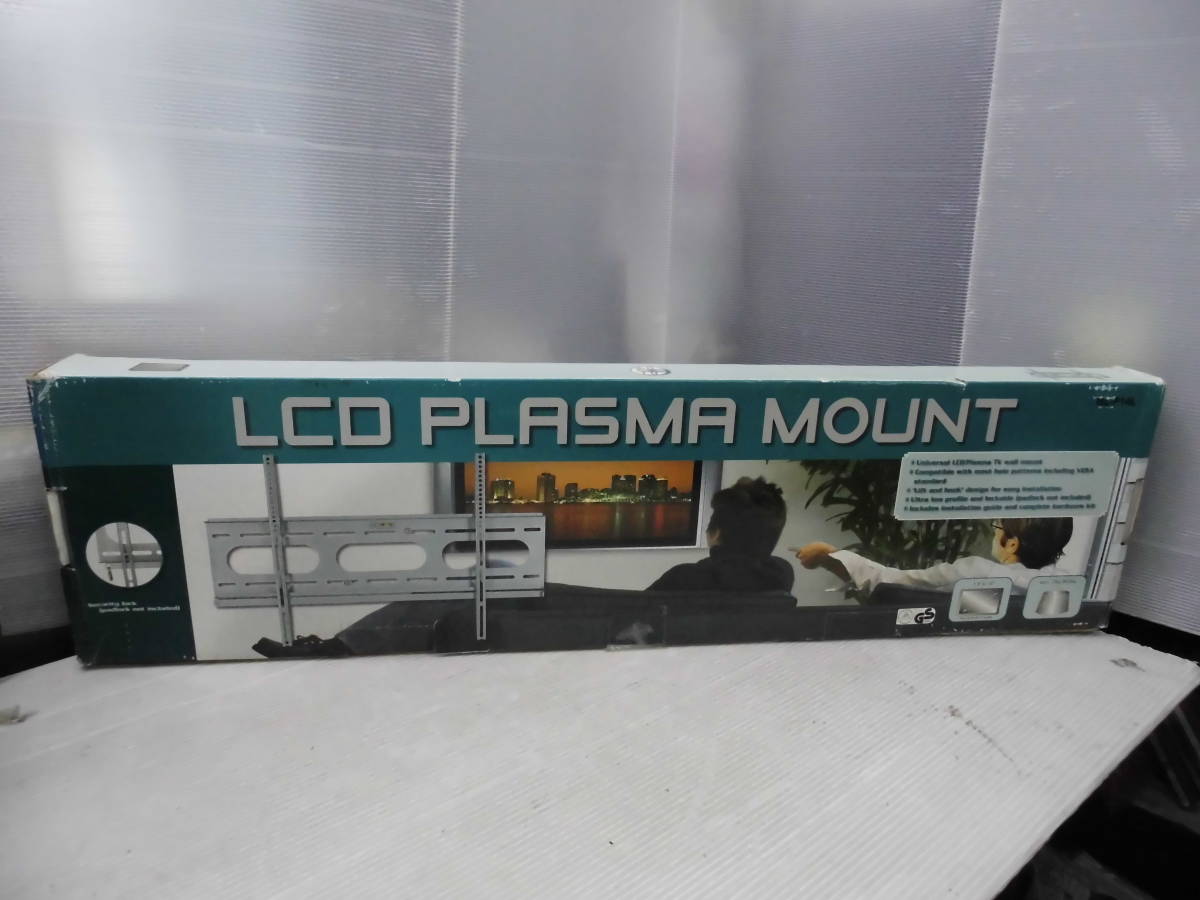 LCD PLASMA MOUNT
Universal LCD/Plasma TV wall mount
Compatible with most hole patterns including VESA
standard
'Lift and hook' design for easy installation
Ultra low profile and lockable (padlock not included)
Includes installation guide and complete hardware kit
Security lock
(padlock not included)
GS